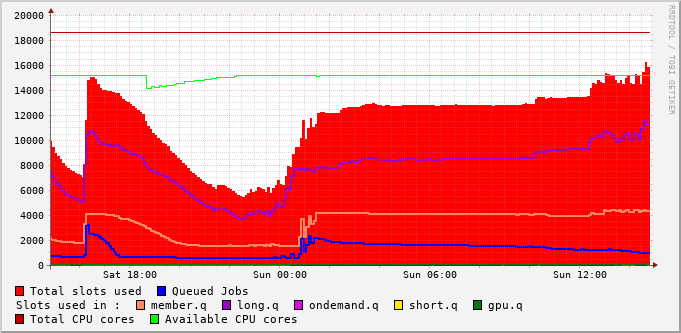 20000
18000
16000
14000
12000
10000
8000
6000
4000
2000
0
Sat 18:00 Sun 00:00 Sun 06:00 Sun 12:00
RRDTOOL / TOBI OETIKER
Total slots used Queued Jobs
Slots used in : member.q long.q ondemand.q short.q gpu.q
Total CPU cores Available CPU cores